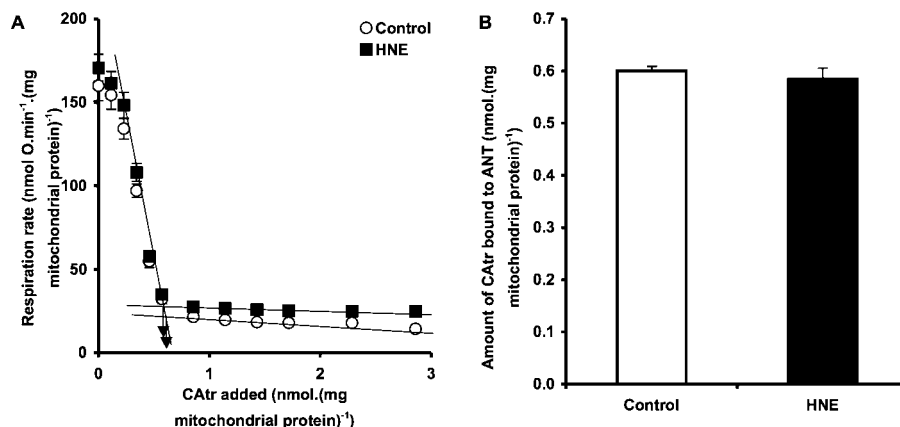 A
Respiration rate (nmol O.min⁻¹.(mg
mitochondrial protein)⁻¹)
200
150
100
50
0
0
1
2
3
CAtr added (nmol.(mg
mitochondrial protein)⁻¹)
Control
HNE
B
Amount of CAtr bound to ANT (nmol.(mg
mitochondrial protein)⁻¹
0.8
0.7
0.6
0.5
0.4
0.3
0.2
0.1
0.0
Control
HNE